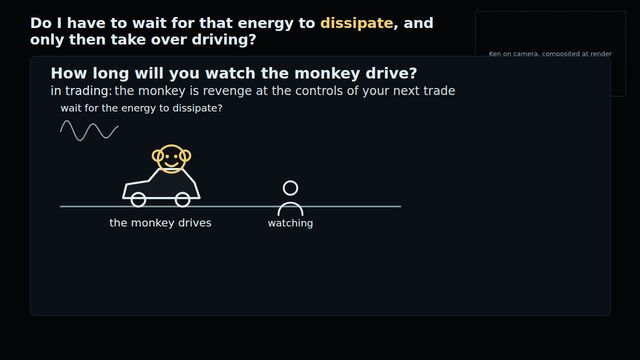 Do I have to wait for that energy to dissipate, and
only then take over driving?
Ken on camera, composited at render
How long will you watch the monkey drive?
in trading: the monkey is revenge at the controls of your next trade
wait for the energy to dissipate?
the monkey drives
watching